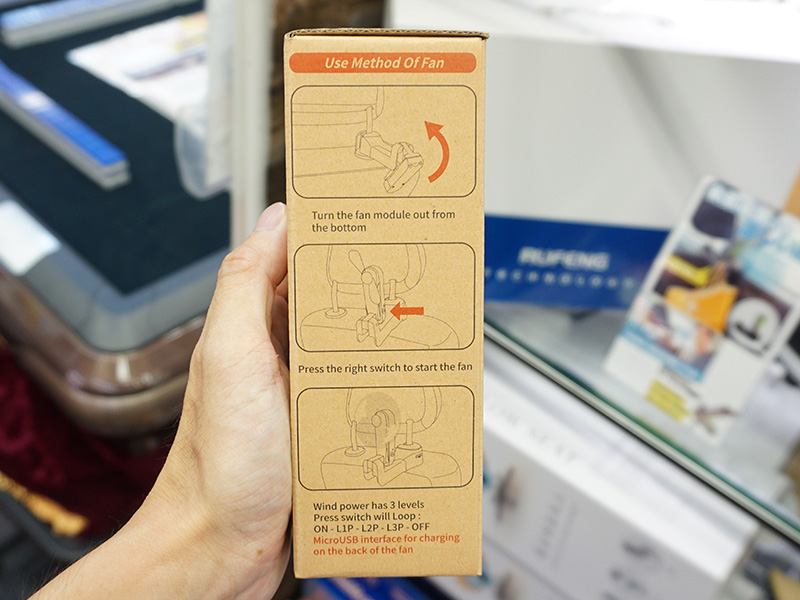 Use Method Of Fan
Turn the fan module out from
the bottom
Press the right switch to start the fan
Wind power has 3 levels
Press switch will Loop :
ON - L1P - L2P - L3P - OFF
MicroUSB interface for charging
on the back of the fan
RUFENG
TECHNOLOGY